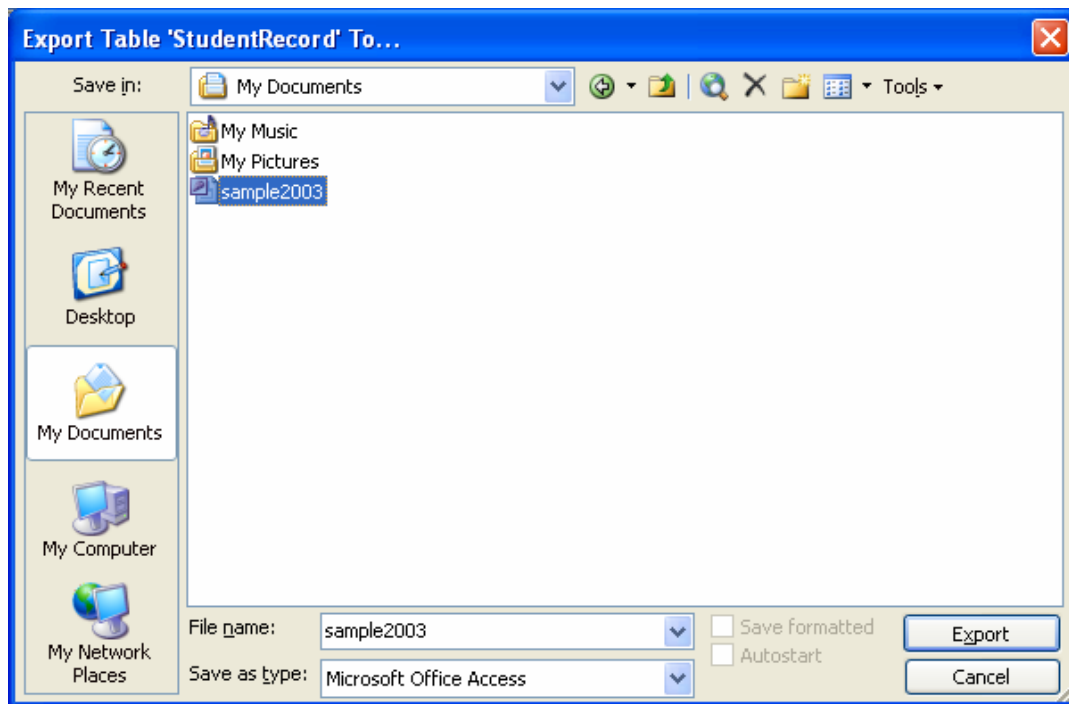 Export Table 'StudentRecord' To...
Save in:
My Documents
Tools
My Recent
Documents
Desktop
My Documents
My Computer
My Network
Places
My Music
My Pictures
sample2003
File name:
sample2003
Save as type:
Microsoft Office Access
Save formatted
Autostart
Export
Cancel